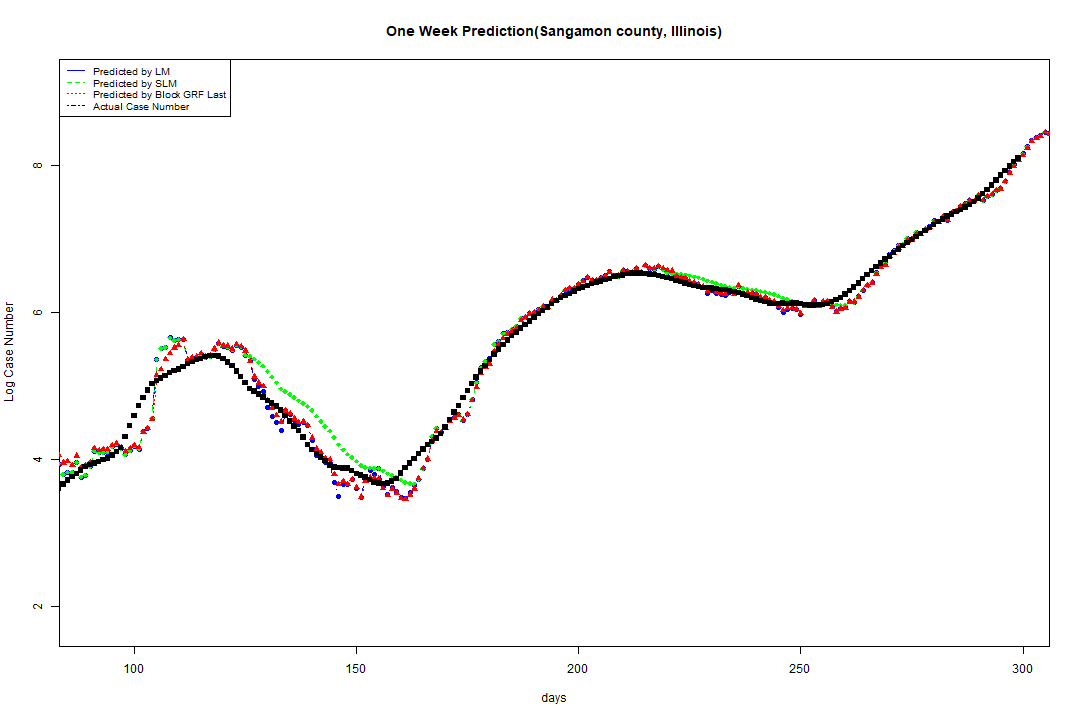 One Week Prediction(Sangamon county, Illinois)
Predicted by LM
Predicted by SLM
Predicted by Block GRF Last
Actual Case Number
8
6
4
2
Log Case Number
100 150 200 250 300
days